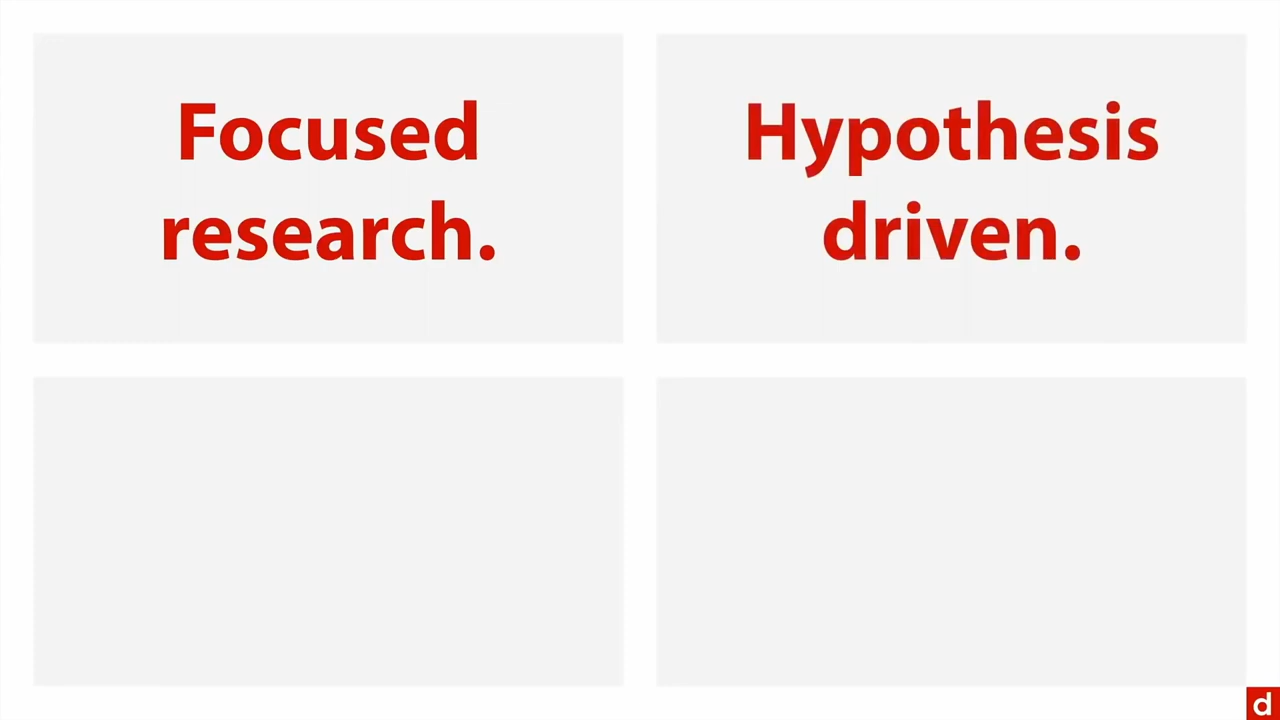 Focused
research.
Hypothesis
driven.
d